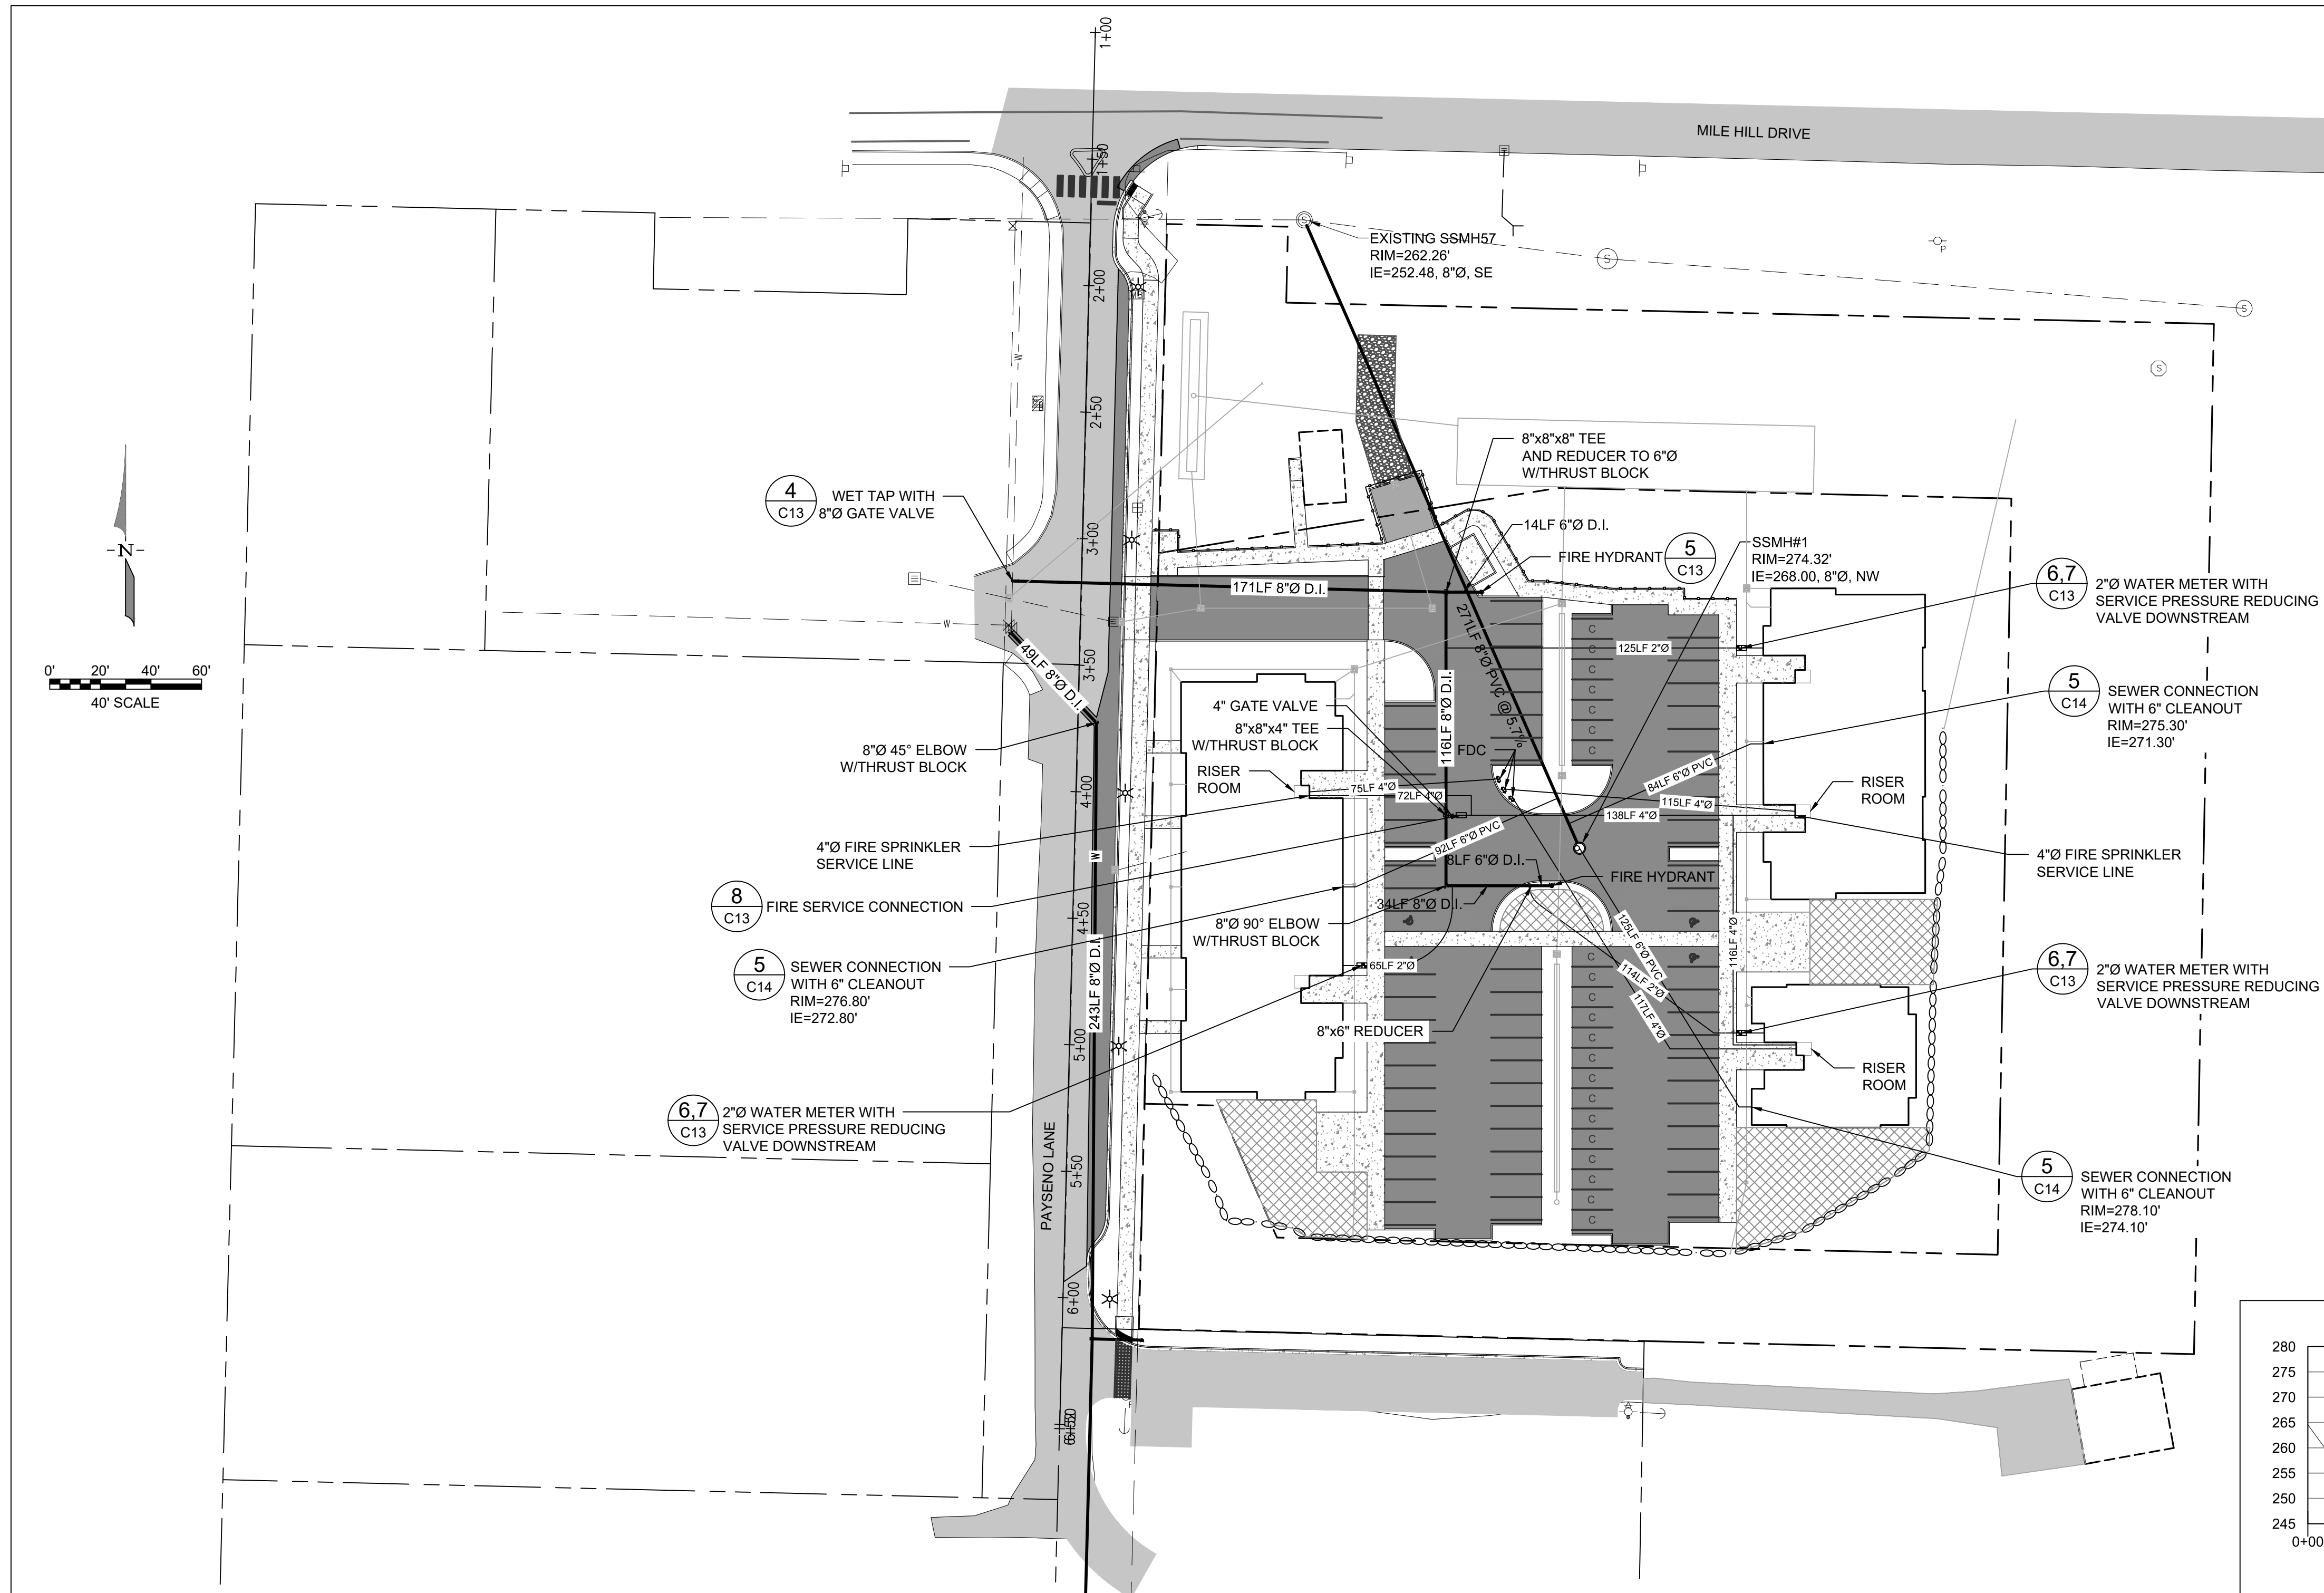 1+00
MILE HILL DRIVE
1+50
EXISTING SSMH57
RIM=262.26'
IE=252.48, 8"Ø, SE
S
S
S
S
P
2+00
W
2+50
8"x8"x8" TEE
AND REDUCER TO 6"Ø
W/THRUST BLOCK
4
C13
WET TAP WITH
8"Ø GATE VALVE
-N-
3+00
14LF 6"Ø D.I.
FIRE HYDRANT
5
C13
SSMH#1
RIM=274.32'
IE=268.00, 8"Ø, NW
171LF 8"Ø D.I.
6,7
C13
2"Ø WATER METER WITH
SERVICE PRESSURE REDUCING
VALVE DOWNSTREAM
W
271LF 8"Ø PVC @ 5.7%
125LF 2"Ø
C
C
C
C
C
C
C
0' 20' 40' 60'
40' SCALE
49LF 8"Ø D.I.
3+50
116LF 8"Ø D.I.
5
C14
SEWER CONNECTION
WITH 6" CLEANOUT
RIM=275.30'
IE=271.30'
4" GATE VALVE
8"x8"x4" TEE
W/THRUST BLOCK
8"Ø 45° ELBOW
W/THRUST BLOCK
FDC
RISER
ROOM
4+00
75LF 4"Ø
72LF 4"Ø
84LF 6"Ø PVC
115LF 4"Ø
138LF 4"Ø
RISER
ROOM
92LF 6"Ø PVC
4"Ø FIRE SPRINKLER
SERVICE LINE
W
8LF 6"Ø D.I.
4"Ø FIRE SPRINKLER
SERVICE LINE
FIRE HYDRANT
8
C13
FIRE SERVICE CONNECTION
34LF 8"Ø D.I.
4+50
8"Ø 90° ELBOW
W/THRUST BLOCK
125LF 6"Ø PVC
116LF 4"Ø
5
C14
SEWER CONNECTION
WITH 6" CLEANOUT
RIM=276.80'
IE=272.80'
243LF 8"Ø D.I.
65LF 2"Ø
114LF 2"Ø
117LF 4"Ø
6,7
C13
2"Ø WATER METER WITH
SERVICE PRESSURE REDUCING
VALVE DOWNSTREAM
C
C
C
C
C
C
C
C
C
C
C
C
C
C
8"x6" REDUCER
5+00
RISER
ROOM
6,7
C13
2"Ø WATER METER WITH
SERVICE PRESSURE REDUCING
VALVE DOWNSTREAM
PAYSENO LANE
5+50
5
C14
SEWER CONNECTION
WITH 6" CLEANOUT
RIM=278.10'
IE=274.10'
6+00
280
275
270
265
260
255
250
245
0+00